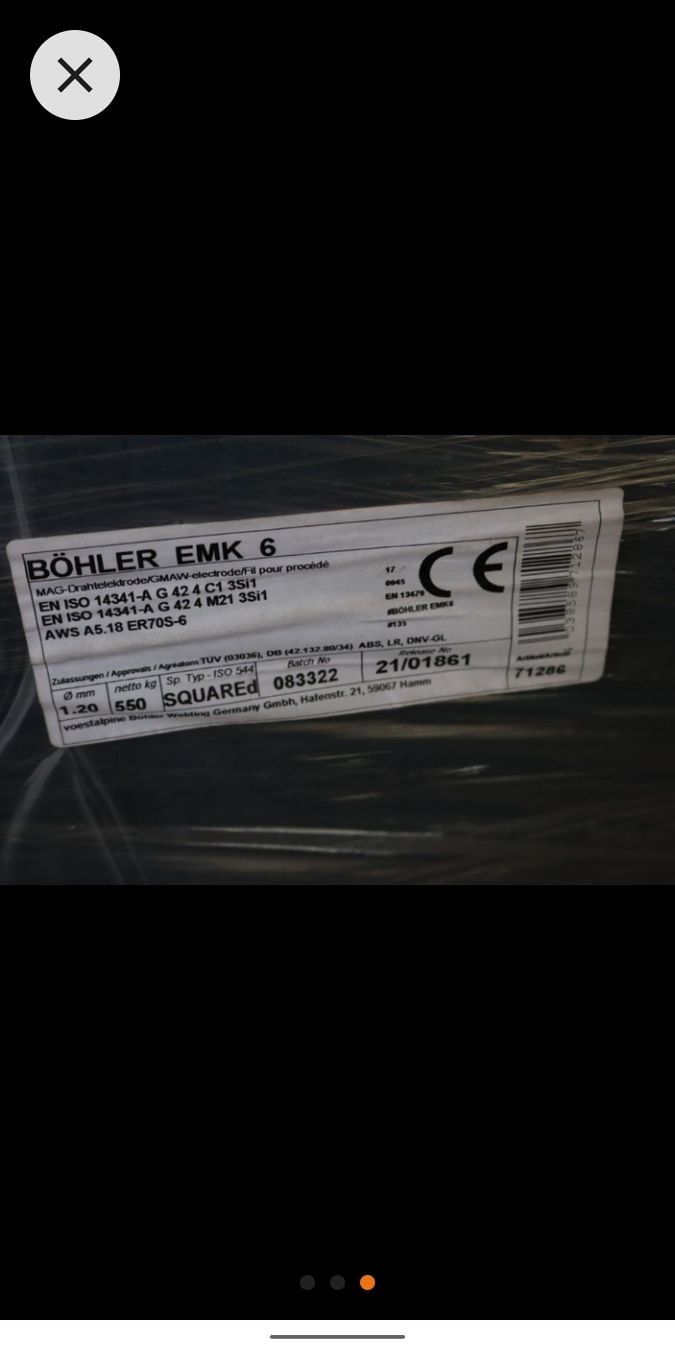 BÖHLER EMK 6
MAG-Drahtelektrode/GMAW-electrode/Fil pour procédé
EN ISO 14341-A G 42 4 C1 3Si1
EN ISO 14341-A G 42 4 M21 3Si1
AWS A5.18 ER70S-6
17
0045
EN 13479
#BÖHLER EMK6
#135
CE
Zulassungen / Approvals / Agréations TÜV (03036), DB (42.132.80/34) ABS, LR, DNV-GL
Ø mm netto kg Sp. Typ - ISO 544 Batch No Release No
1.20 550 SQUAREd 083322 21/01861
71286
voestalpine Böhler Welding Germany Gmbh, Hafenstr. 21, 59067 Hamm